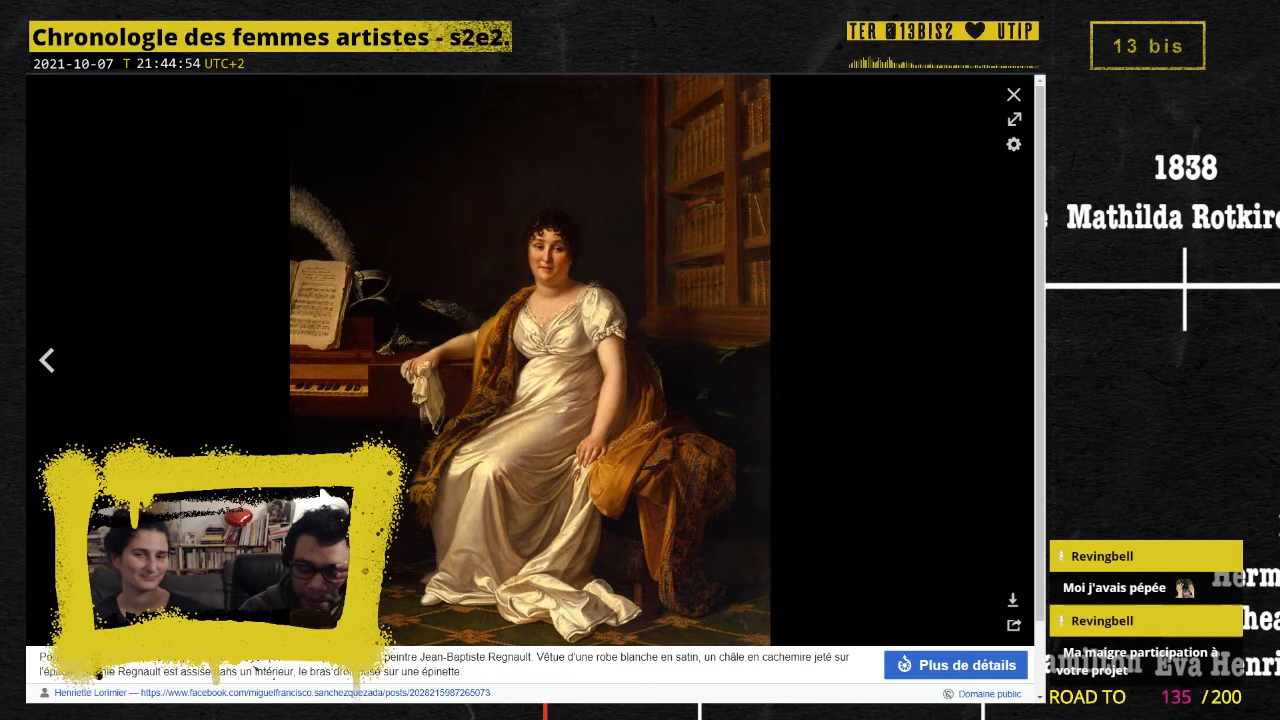 Chronologie des femmes artistes - s2e2
2021-10-07 T 21:44:54 UTC+2
TER @13BIS2 ♥ UTIP
13 bis
1838
Mathilda Rotkirc
peintre Jean-Baptiste Regnault. Vêtue d'une robe blanche en satin, un châle en cachemire jeté sur
Regnault est assise dans un intérieur, le bras droit posé sur une épinette.
Plus de détails
Henriette Lorimier — https://www.facebook.com/miguelfrancisco.sanchezquezada/posts/2028215987265073
Domaine public
Revingbell
Moi j'avais pépée
Revingbell
Ma maigre participation à
votre projet
Eva Henri
ROAD TO 135 / 200